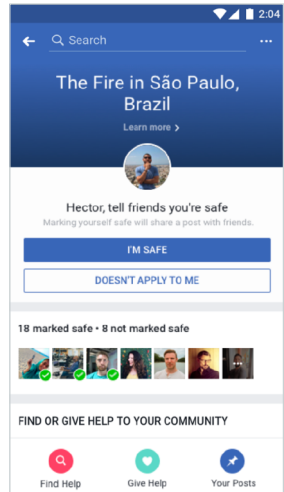 2:04
Search
The Fire in São Paulo,
Brazil
Learn more
Hector, tell friends you're safe
Marking yourself safe will share a post with friends.
I'M SAFE
DOESN'T APPLY TO ME
18 marked safe • 8 not marked safe
FIND OR GIVE HELP TO YOUR COMMUNITY
Find Help
Give Help
Your Posts